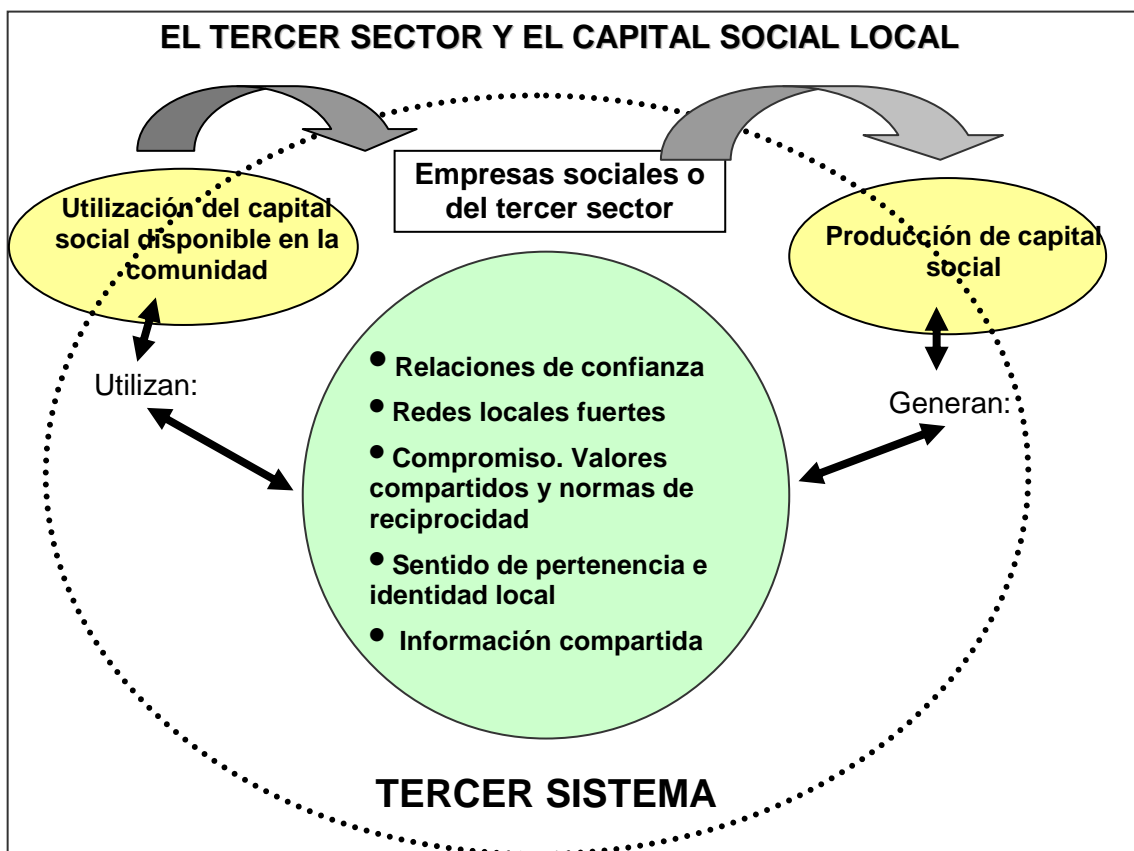 EL TERCER SECTOR Y EL CAPITAL SOCIAL LOCAL
Empresas sociales o
del tercer sector
Utilización del capital
social disponible en la
comunidad
Producción de capital
social
Utilizan:
Generan:
• Relaciones de confianza
• Redes locales fuertes
• Compromiso. Valores
compartidos y normas de
reciprocidad
• Sentido de pertenencia e
identidad local
• Información compartida
TERCER SISTEMA